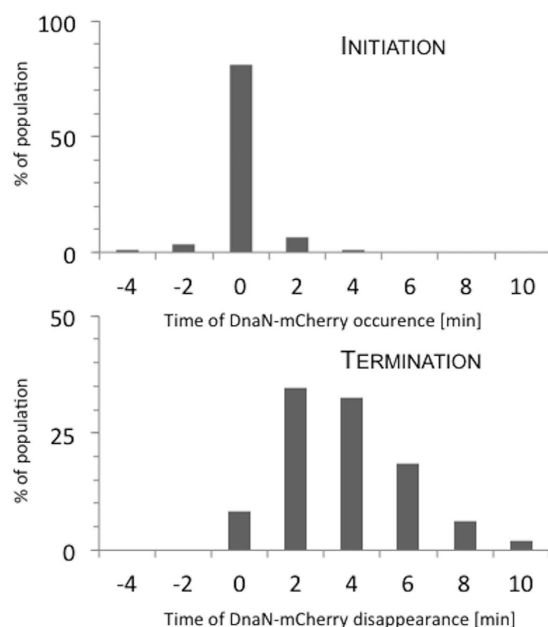 100
INITIATION
50
0
% of population
-4 -2 0 2 4 6 8 10
Time of DnaN-mCherry occurence [min]
50
TERMINATION
25
0
% of population
-4 -2 0 2 4 6 8 10
Time of DnaN-mCherry disappearance [min]